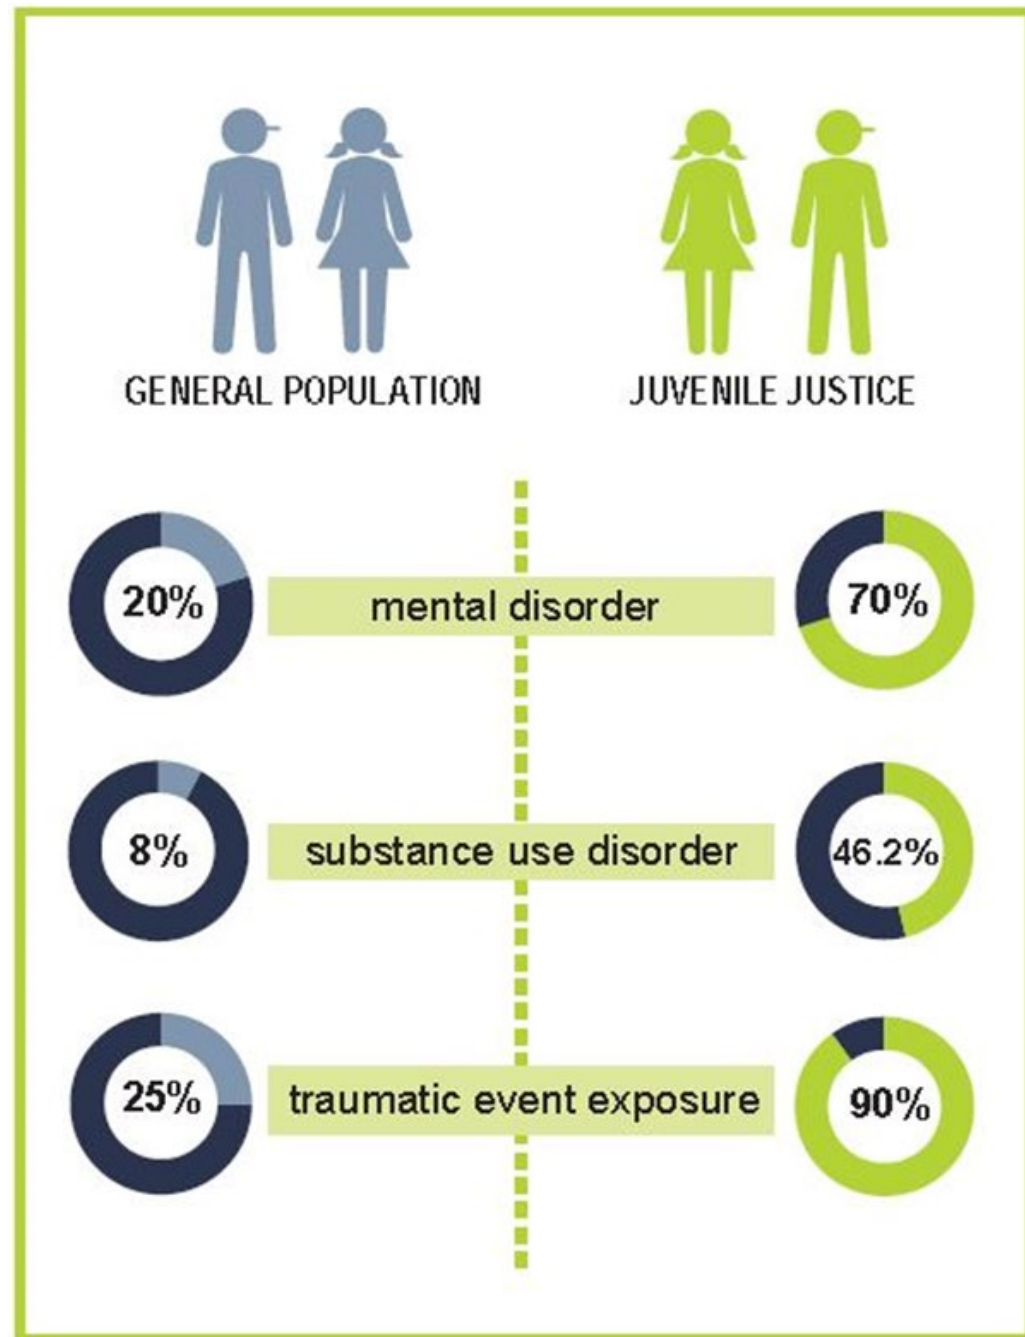 GENERAL POPULATION
JUVENILE JUSTICE
20%
mental disorder
70%
8%
substance use disorder
46.2%
25%
traumatic event exposure
90%